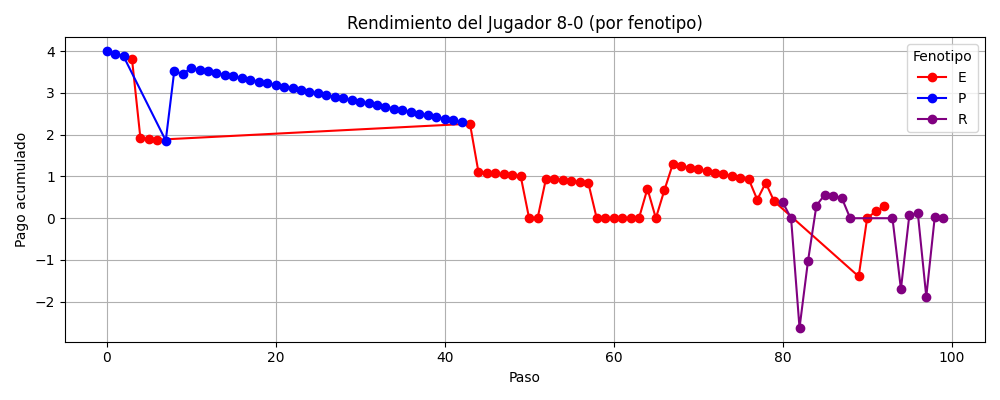 Rendimiento del Jugador 8-0 (por fenotipo)
Pago acumulado
4
3
2
1
0
−1
−2
Fenotipo
E
P
R
0 20 40 60 80 100
Paso